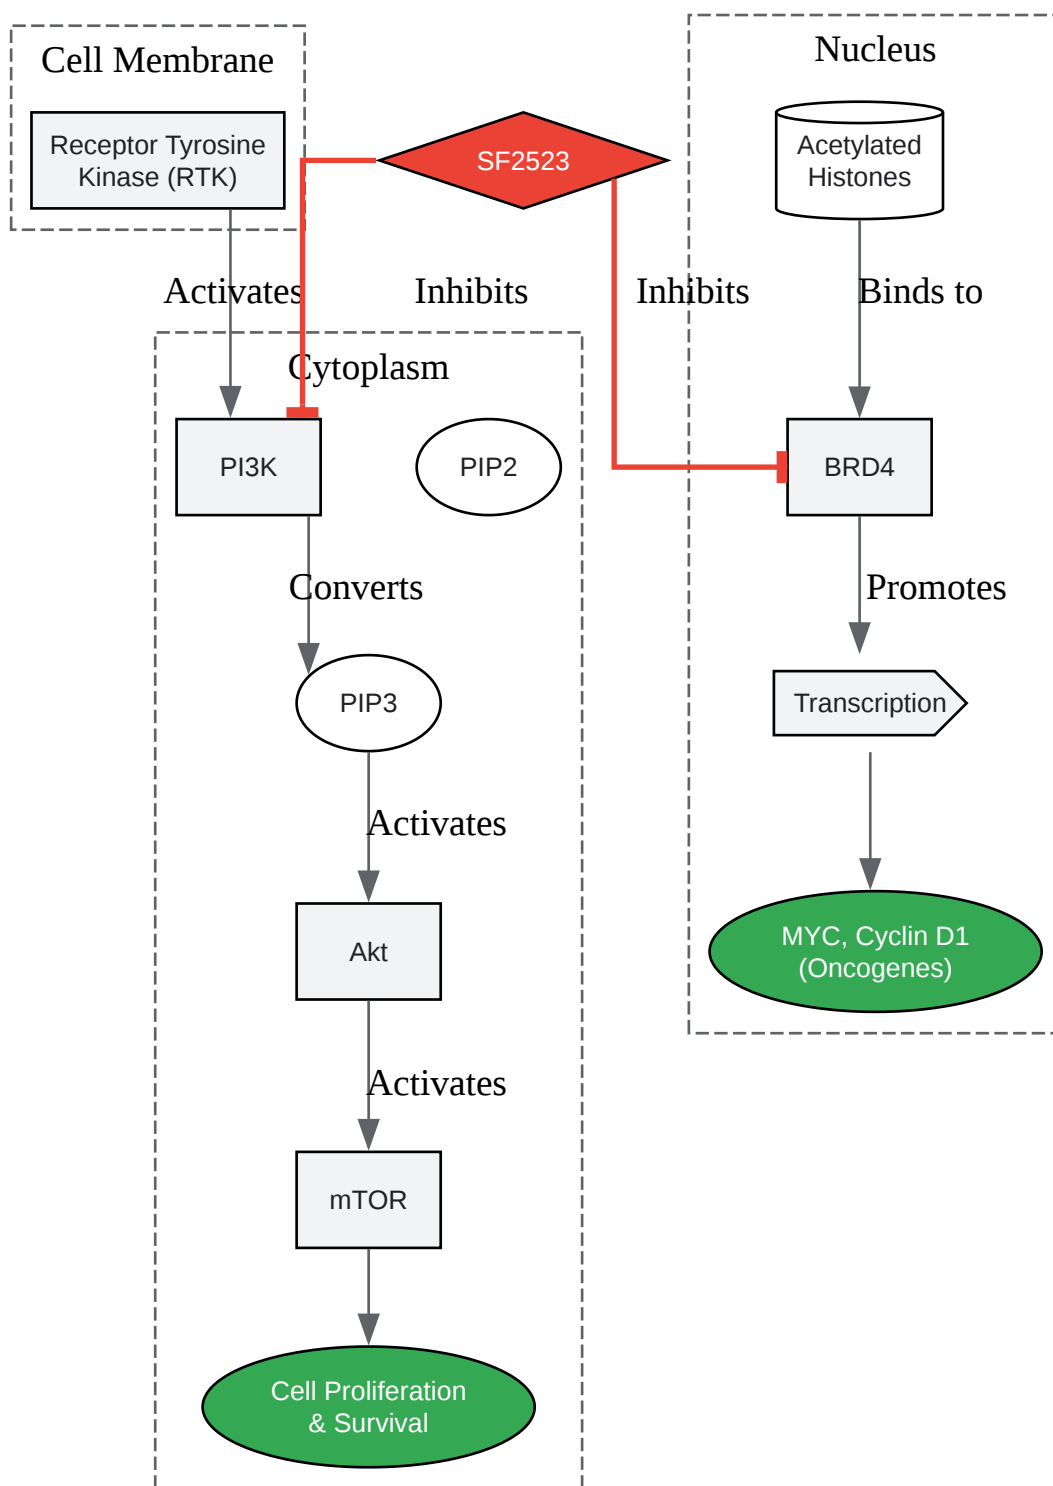 Cell Membrane
Nucleus
Receptor Tyrosine
Kinase (RTK)
SF2523
Acetylated
Histones
Activates
Inhibits
Inhibits
Binds to
Cytoplasm
PI3K
PIP2
BRD4
Converts
Promotes
PIP3
Transcription
Activates
Akt
MYC, Cyclin D1
(Oncogenes)
Activates
mTOR
Cell Proliferation
& Survival